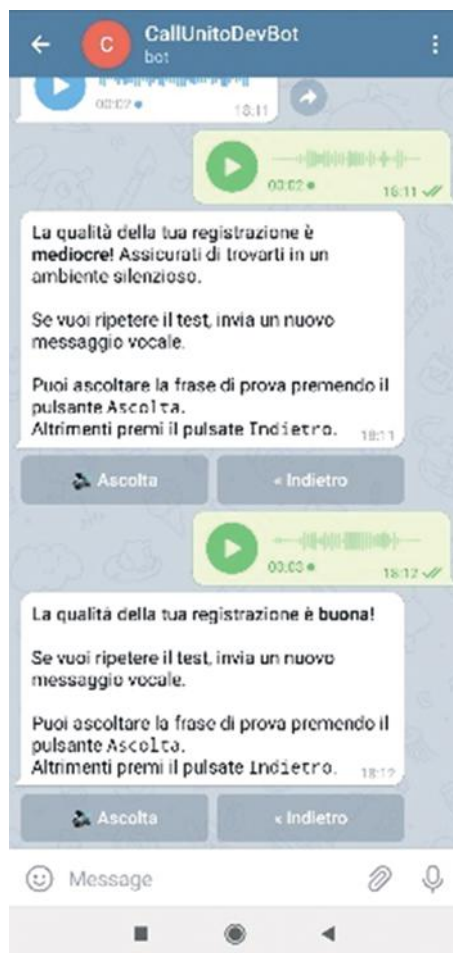 C
CallUnitoDevBot
bot
00:02
18:11
00:02
18:11
La qualità della tua registrazione è
mediocre! Assicurati di trovarti in un
ambiente silenzioso.
Se vuoi ripetere il test, invia un nuovo
messaggio vocale.
Puoi ascoltare la frase di prova premendo il
pulsante Ascolta.
Altrimenti premi il pulsate Indietro.
18:11
Ascolta
« Indietro
00:03
18:12
La qualità della tua registrazione è buona!
Se vuoi ripetere il test, invia un nuovo
messaggio vocale.
Puoi ascoltare la frase di prova premendo il
pulsante Ascolta.
Altrimenti premi il pulsate Indietro.
18:12
Ascolta
« Indietro
Message